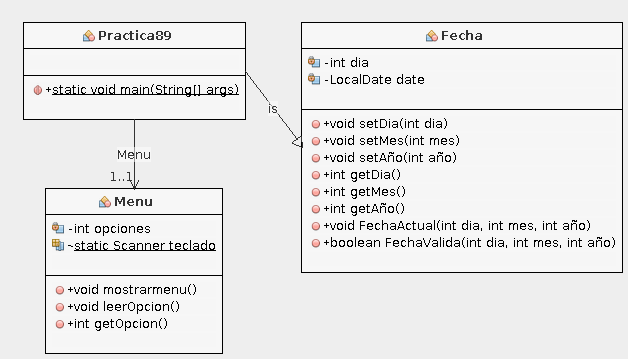 Practica89
+static void main(String[] args)
Menu
1..1
is
Menu
-int opciones
~static Scanner teclado
+void mostrarmenu()
+void leerOpcion()
+int getOpcion()
Fecha
-int dia
-LocalDate date
+void setDia(int dia)
+void setMes(int mes)
+void setAño(int año)
+int getDia()
+int getMes()
+int getAño()
+void FechaActual(int dia, int mes, int año)
+boolean FechaValida(int dia, int mes, int año)